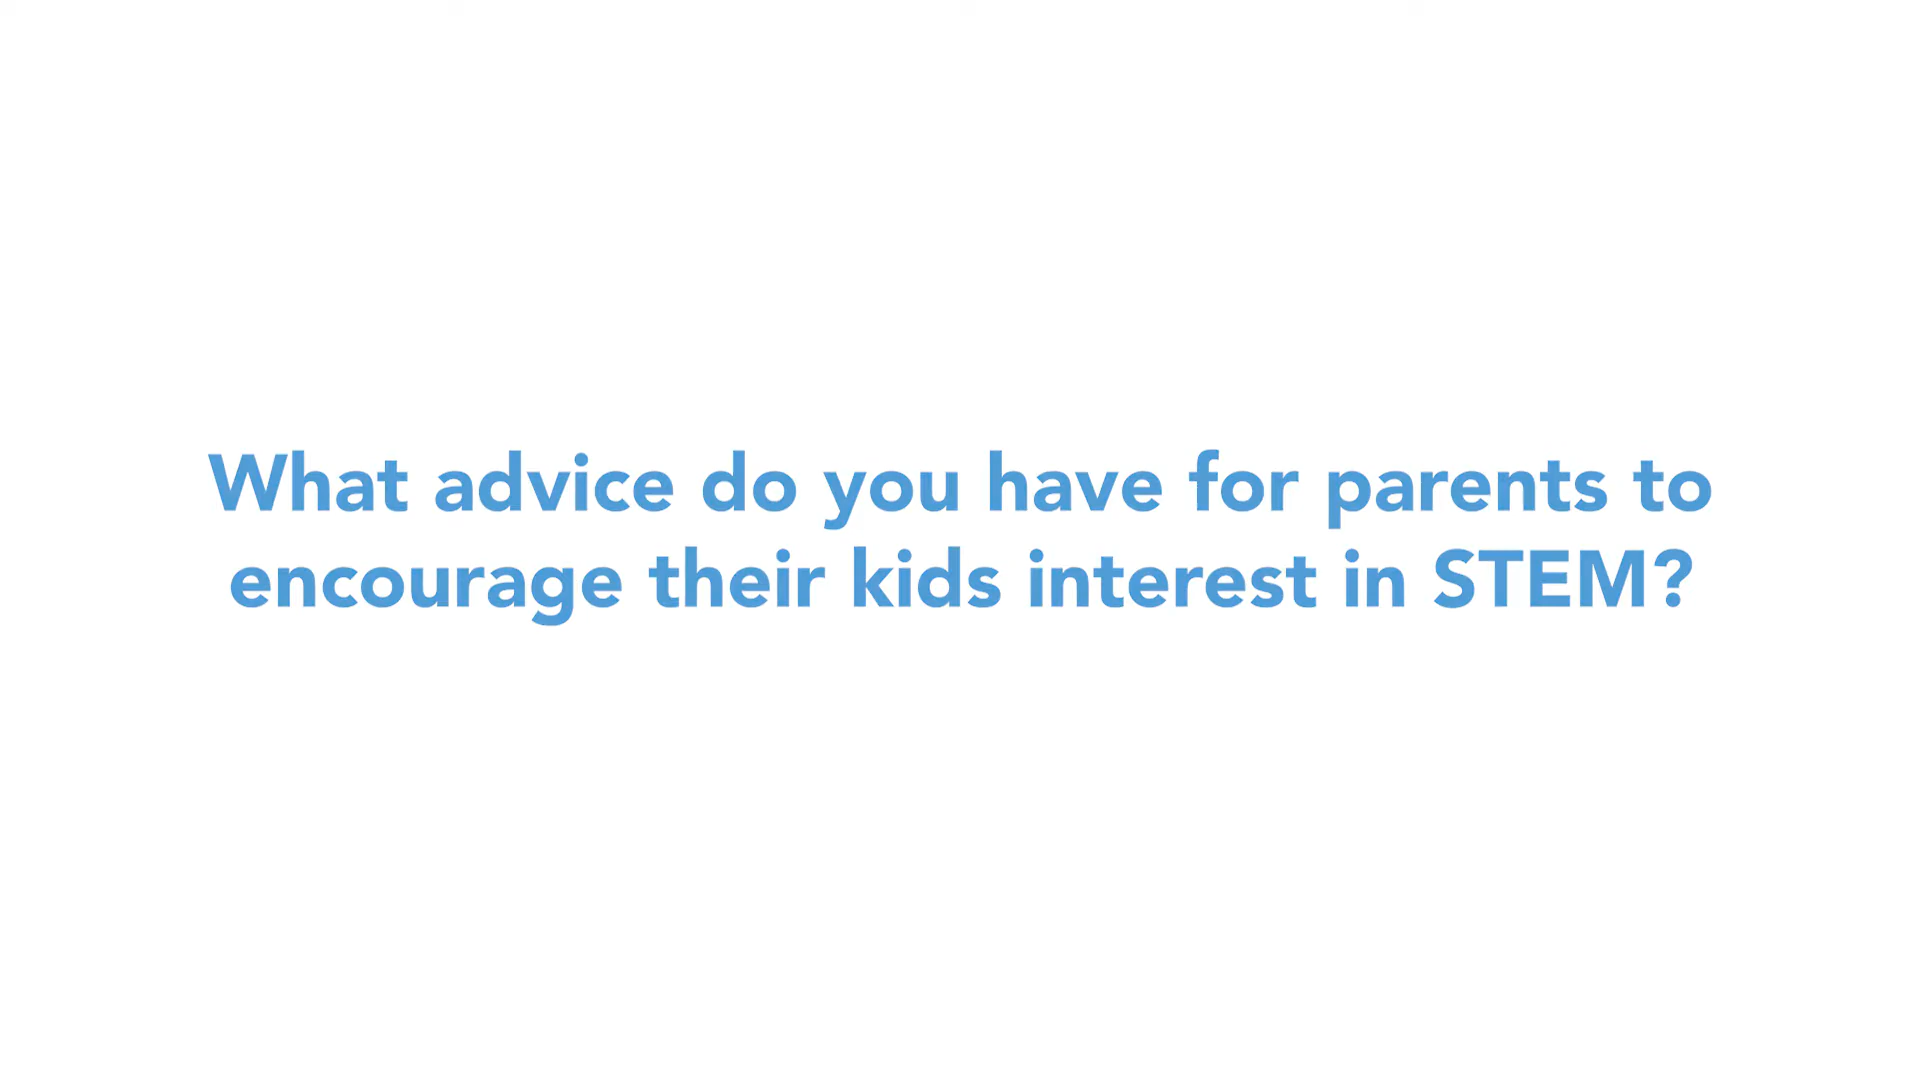 What advice do you have for parents to
encourage their kids interest in STEM?